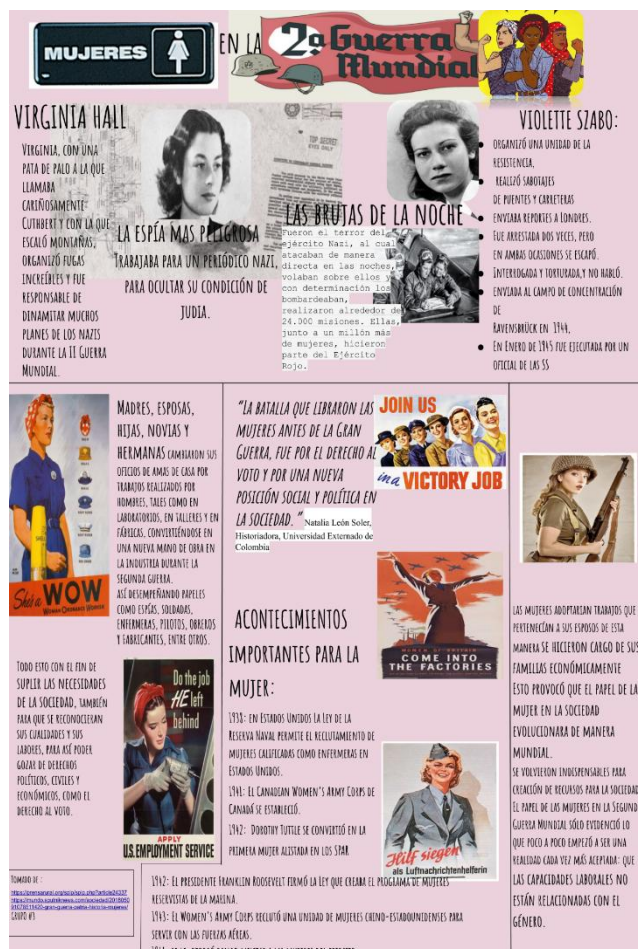 MUJERES
EN LA
2ª Guerra
Mundial
VIRGINIA HALL
VIRGINIA, CON UNA
PATA DE PALO A LA QUE
LLAMABA
CARIÑOSAMENTE
CUTHBERT Y CON LA QUE
ESCALÓ MONTAÑAS,
ORGANIZÓ FUGAS
INCREÍBLES Y FUE
RESPONSABLE DE
DINAMITAR MUCHOS
PLANES DE LOS NAZIS
DURANTE LA II GUERRA
MUNDIAL.
TOP SECRET
EYES ONLY
LA ESPÍA MAS PELIGROSA
TRABAJABA PARA UN PERIÓDICO NAZI,
PARA OCULTAR SU CONDICIÓN DE
JUDIA.
LAS BRUJAS DE LA NOCHE
Fueron el terror del
ejército Nazi, al cual
atacaban de manera
directa en las noches,
volaban sobre ellos y
con determinación los
bombardeaban,
realizaron alrededor de
24.000 misiones. Ellas,
junto a un millón más
de mujeres, hicieron
parte del Ejército
Rojo.
VIOLETTE SZABO:
• ORGANIZÓ UNA UNIDAD DE LA
RESISTENCIA,
• REALIZÓ SABOTAJES
DE PUENTES Y CARRETERAS
• ENVIABA REPORTES A LONDRES.
• FUE ARRESTADA DOS VECES, PERO
EN AMBAS OCASIONES SE ESCAPÓ.
• INTERROGADA Y TORTURADA,Y NO HABLÓ.
• ENVIADA AL CAMPO DE CONCENTRACIÓN
DE
RAVENSBRÜCK EN 1944,
• EN ENERO DE 1945 FUE EJECUTADA POR UN
OFICIAL DE LAS SS
She's a WOW
WOMAN ORDNANCE WORKER
MADRES, ESPOSAS,
HIJAS, NOVIAS Y
HERMANAS CAMBIARON SUS
OFICIOS DE AMAS DE CASA POR
TRABAJOS REALIZADOS POR
HOMBRES, TALES COMO EN
LABORATORIOS, EN TALLERES Y EN
FÁBRICAS, CONVIRTIÉNDOSE EN
UNA NUEVA MANO DE OBRA EN
LA INDUSTRIA DURANTE LA
SEGUNDA GUERRA.
ASÍ DESEMPEÑANDO PAPELES
COMO ESPÍAS, SOLDADAS,
ENFERMERAS, PILOTOS, OBREROS
Y FABRICANTES, ENTRE OTROS.
TODO ESTO CON EL FIN DE
SUPLIR LAS NECESIDADES
DE LA SOCIEDAD, TAMBIÉN
PARA QUE SE RECONOCIERAN
SUS CUALIDADES Y SUS
LABORES, PARA ASÍ PODER
GOZAR DE DERECHOS
POLÍTICOS, CIVILES Y
ECONÓMICOS, COMO EL
DERECHO AL VOTO.
Do the job
HE left
behind
APPLY
U.S. EMPLOYMENT SERVICE
"LA BATALLA QUE LIBRARON LAS
MUJERES ANTES DE LA GRAN
GUERRA, FUE POR EL DERECHO AL
VOTO Y POR UNA NUEVA
POSICIÓN SOCIAL Y POLÍTICA EN
LA SOCIEDAD." Natalia León Soler,
Historiadora, Universidad Externado de
Colombia
JOIN US
in a VICTORY JOB
WOMEN OF BRITAIN
COME INTO
THE FACTORIES
ACONTECIMIENTOS
IMPORTANTES PARA LA
MUJER:
1938: EN ESTADOS UNIDOS LA LEY DE LA
RESERVA NAVAL PERMITE EL RECLUTAMIENTO DE
MUJERES CALIFICADAS COMO ENFERMERAS EN
ESTADOS UNIDOS.
1941: EL CANADEAN WOMEN'S ARMY CORPS DE
CANADÁ SE ESTABLECIÓ.
1942: DOROTHY TUTTLE SE CONVIRTIÓ EN LA
PRIMERA MUJER ALISTADA EN LOS SPAR
Hilf siegen
als Luftnachrichtenhelferin
1942: EL PRESIDENTE FRANKLIN ROOSEVELT FIRMÓ LA LEY QUE CREABA EL PROGRAMA DE MUJERES
RESERVISTAS DE LA MARINA.
1943: EL WOMEN'S ARMY CORPS RECLUTÓ UNA UNIDAD DE MUJERES CHINO-ESTADOUNIDENSES PARA
SERVIR CON LAS FUERZAS AÉREAS.
LAS MUJERES ADOPTARIAN TRABAJOS QUE
PERTENECÍAN A SUS ESPOSOS DE ESTA
MANERA SE HICIERON CARGO DE SUS
FAMILIAS ECONÓMICAMENTE
ESTO PROVOCÓ QUE EL PAPEL DE LA
MUJER EN LA SOCIEDAD
EVOLUCIONARA DE MANERA
MUNDIAL.
SE VOLVIERON INDISPENSABLES PARA
CREACIÓN DE RECURSOS PARA LA SOCIEDAD
EL PAPEL DE LAS MUJERES EN LA SEGUND
GUERRA MUNDIAL SÓLO EVIDENCIÓ LO
QUE POCO A POCO EMPEZÓ A SER UNA
REALIDAD CADA VEZ MÁS ACEPTADA: QUE
LAS CAPACIDADES LABORALES NO
ESTÁN RELACIONADAS CON EL
GÉNERO.
TOMADO DE :
GRUPO #3